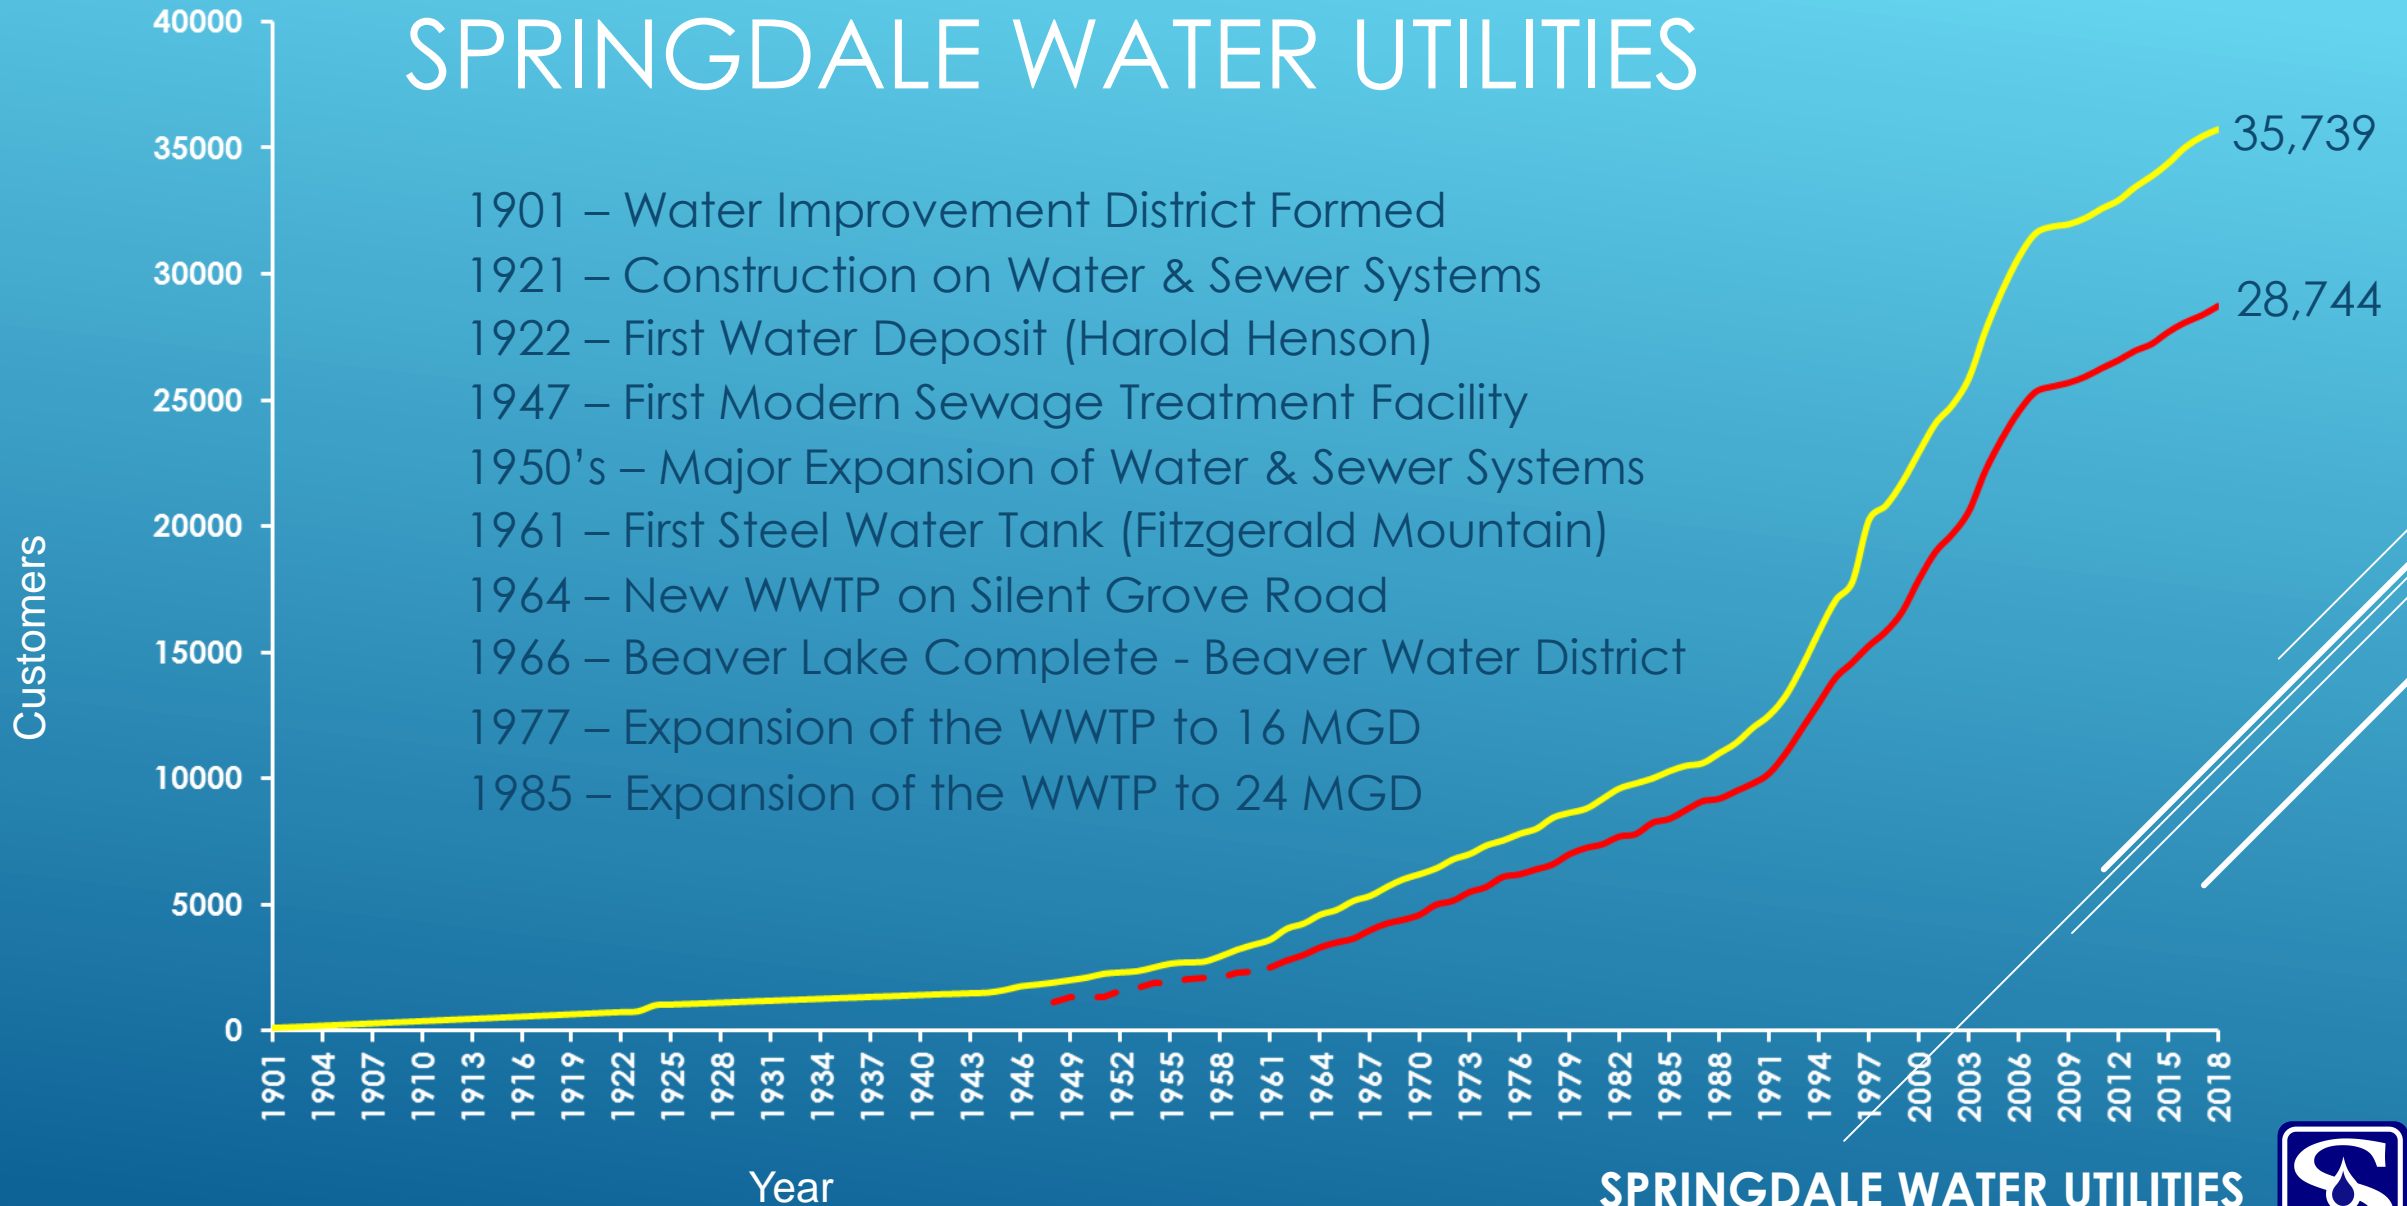 SPRINGDALE WATER UTILITIES
40000
35000
30000
25000
20000
15000
10000
5000
0
Customers
1901 – Water Improvement District Formed
1921 – Construction on Water & Sewer Systems
1922 – First Water Deposit (Harold Henson)
1947 – First Modern Sewage Treatment Facility
1950’s – Major Expansion of Water & Sewer Systems
1961 – First Steel Water Tank (Fitzgerald Mountain)
1964 – New WWTP on Silent Grove Road
1966 – Beaver Lake Complete - Beaver Water District
1977 – Expansion of the WWTP to 16 MGD
1985 – Expansion of the WWTP to 24 MGD
35,739
28,744
1901 1904 1907 1910 1913 1916 1919 1922 1925 1928 1931 1934 1937 1940 1943 1946 1949 1952 1955 1958 1961 1964 1967 1970 1973 1976 1979 1982 1985 1988 1991 1994 1997 2000 2003 2006 2009 2012 2015 2018
Year
SPRINGDALE WATER UTILITIES